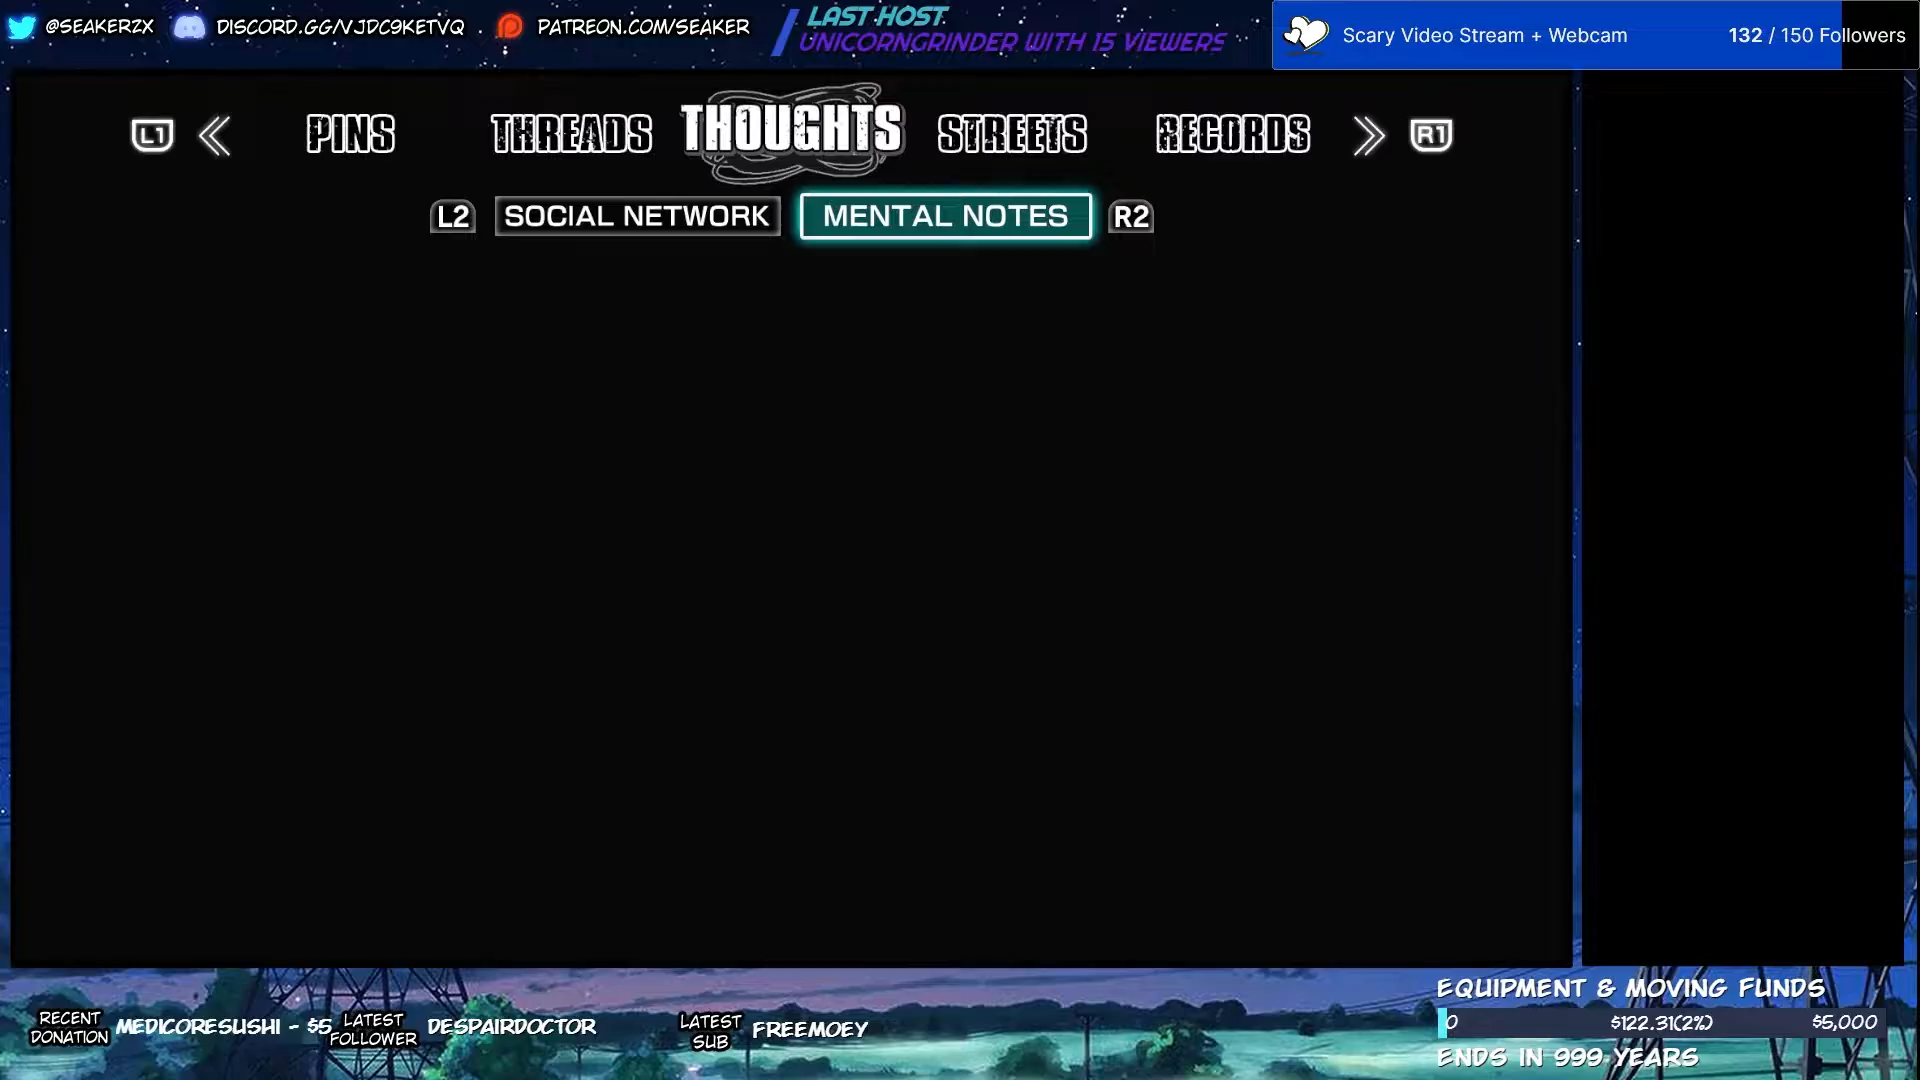 @SEAKERZX DISCORD.GG/VJDC9KETVQ PATREON.COM/SEAKER
LAST HOST
UNICORNGRINDER WITH 15 VIEWERS
Scary Video Stream + Webcam 132 / 150 Followers
L1 PINS THREADS THOUGHTS STREETS RECORDS R1
L2 SOCIAL NETWORK MENTAL NOTES R2
RECENT DONATION MEDICORESUSHI - $5
LATEST FOLLOWER DESPAIRDOCTOR
LATEST SUB FREEMOEY
EQUIPMENT & MOVING FUNDS
0 $122.31(2%) $5,000
ENDS IN 999 YEARS